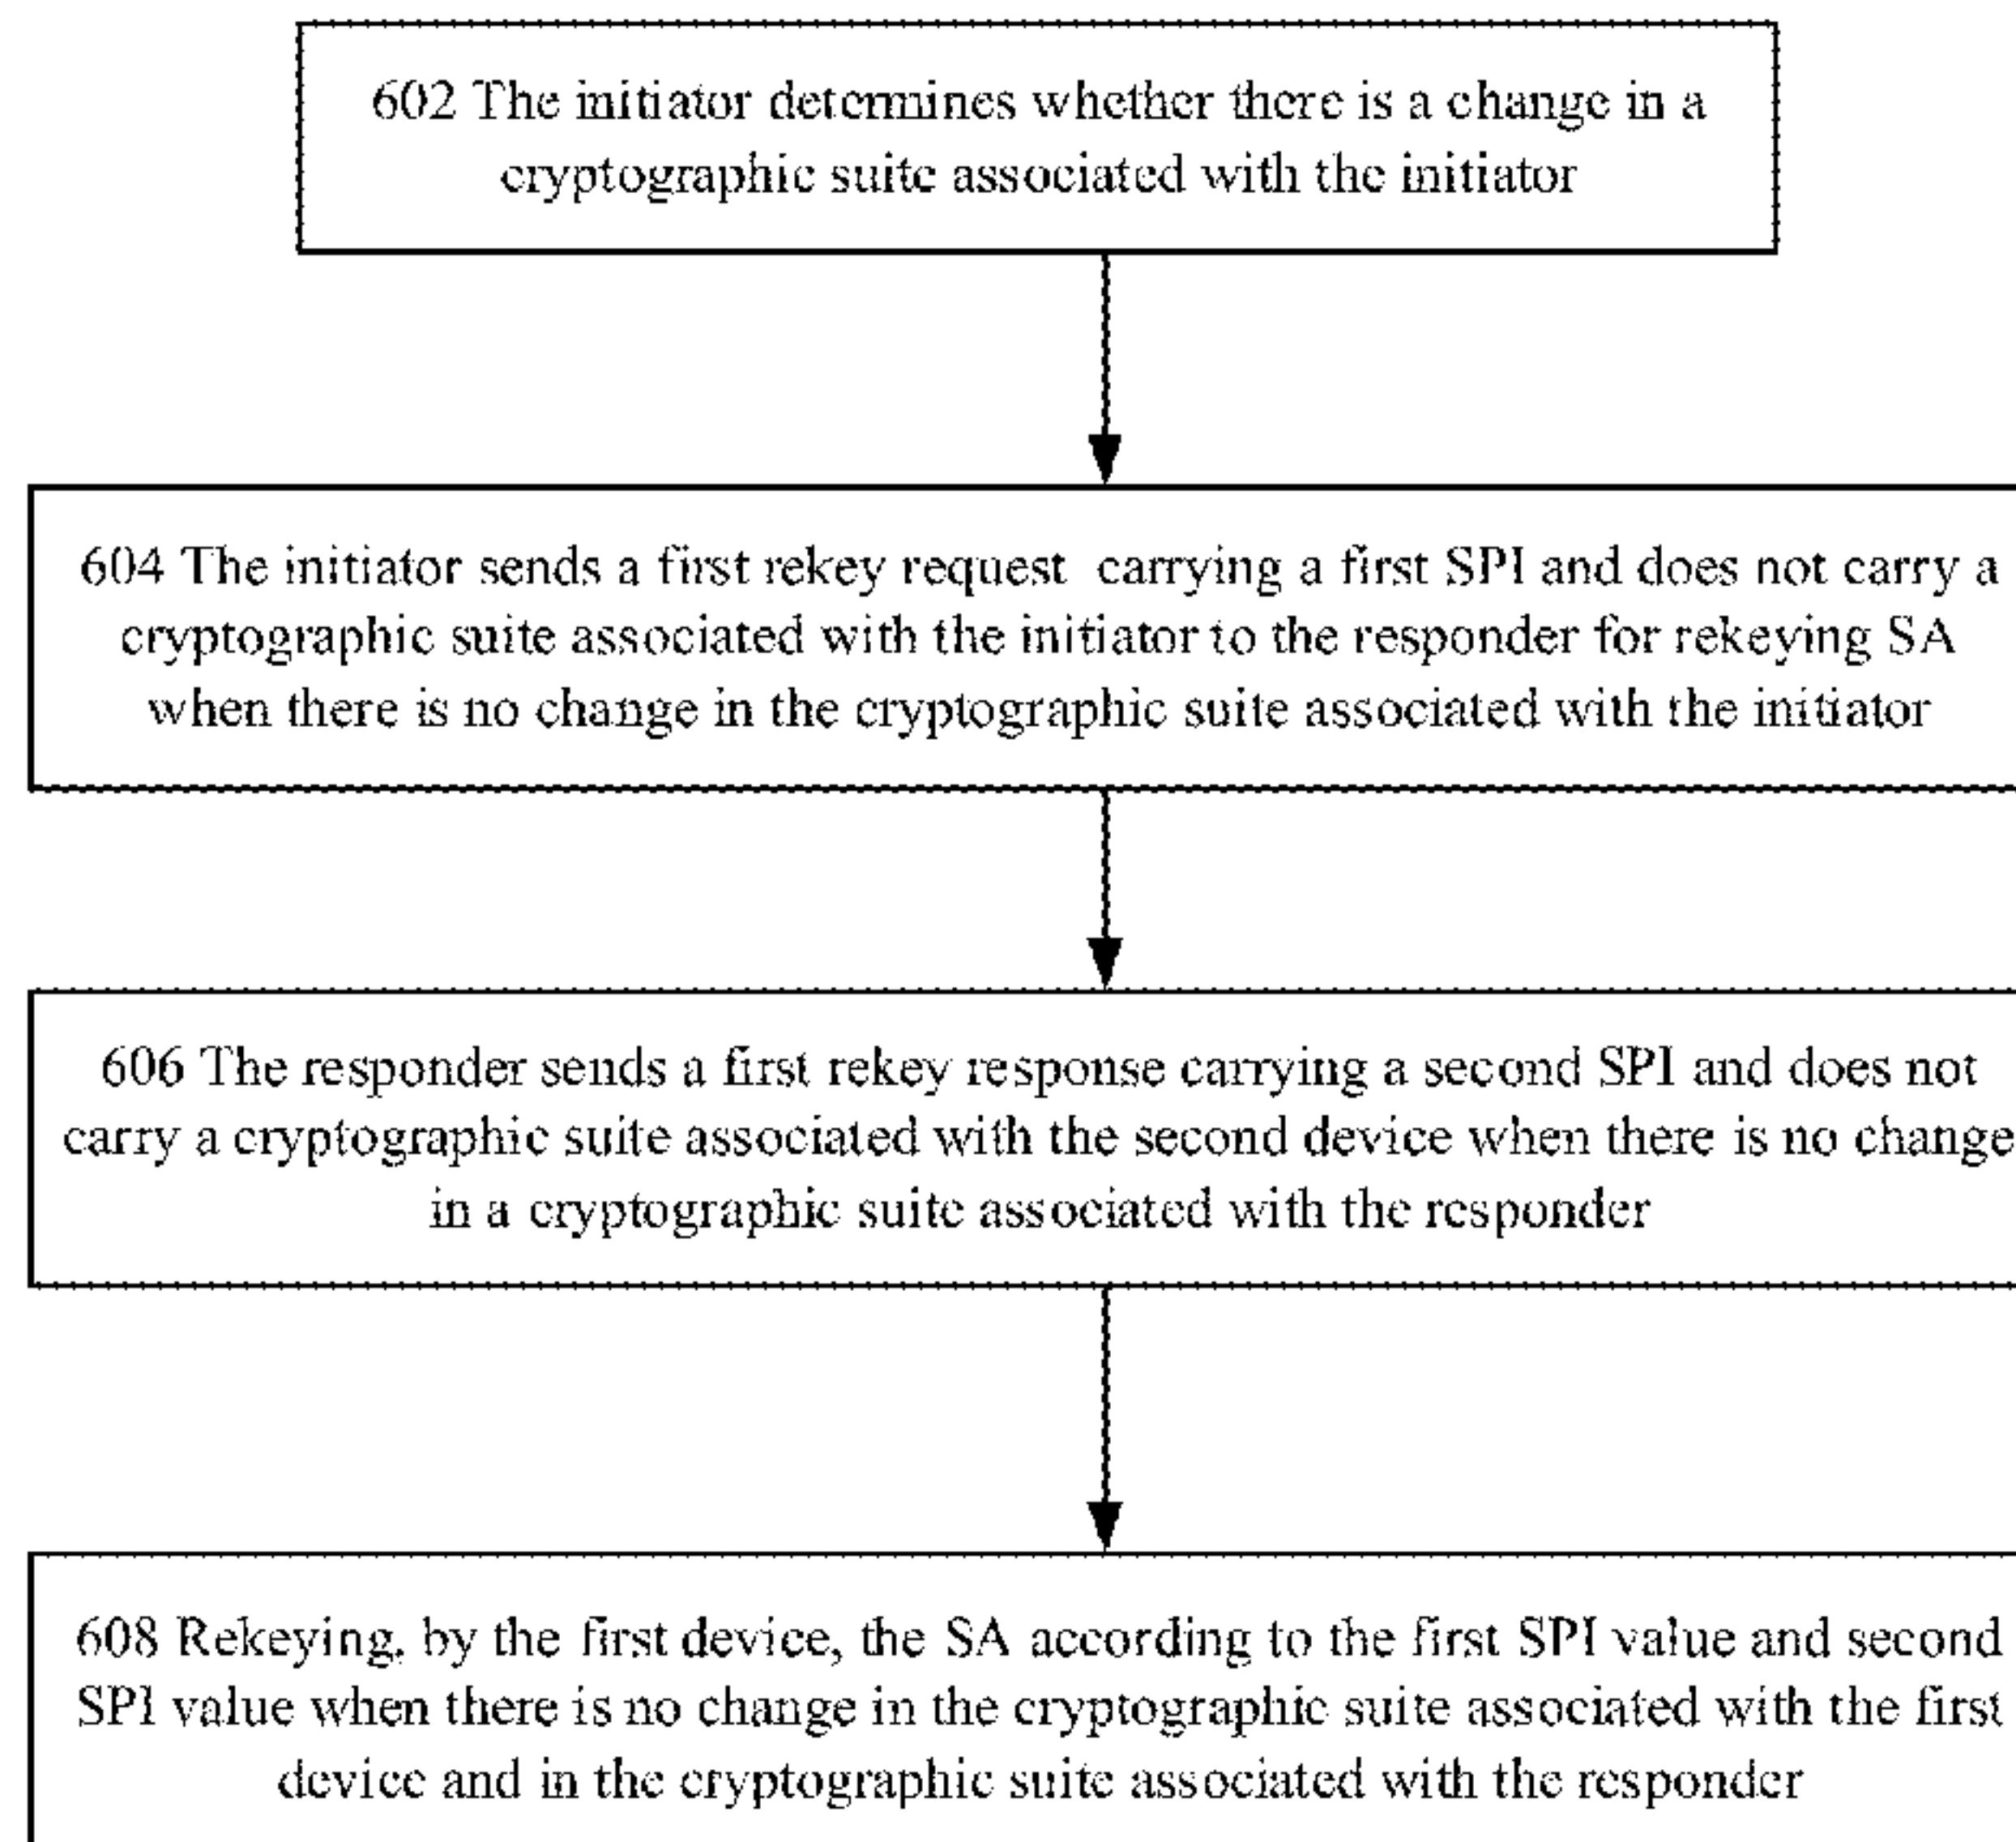 602 The initiator determines whether there is a change in a
cryptographic suite associated with the initiator
604 The initiator sends a first rekey request carrying a first SPI and does not carry a
cryptographic suite associated with the initiator to the responder for rekeying SA
when there is no change in the cryptographic suite associated with the initiator
606 The responder sends a first rekey response carrying a second SPI and does not
carry a cryptographic suite associated with the second device when there is no change
in a cryptographic suite associated with the responder
608 Rekeying, by the first device, the SA according to the first SPI value and second
SPI value when there is no change in the cryptographic suite associated with the first
device and in the cryptographic suite associated with the responder